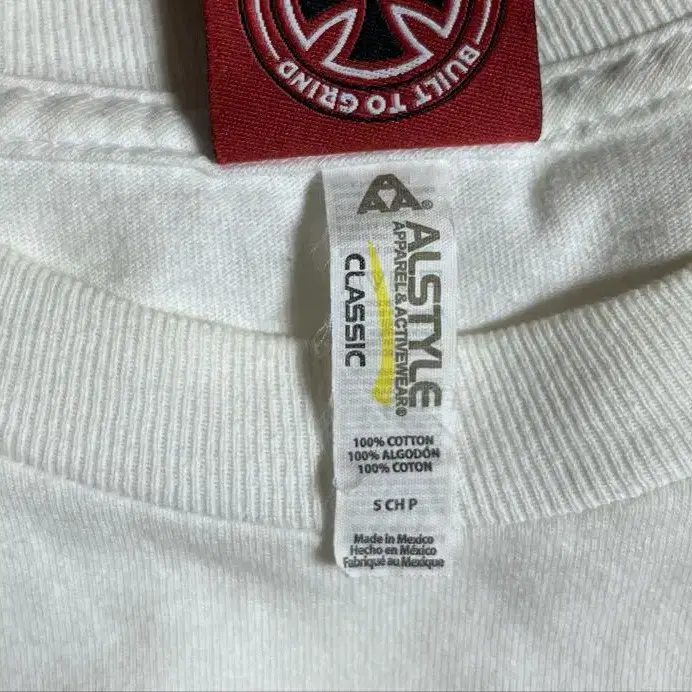 BUILT TO GRIND
AA®
ALSTYLE
APPAREL & ACTIVEWEAR®
CLASSIC
100% COTTON
100% ALGODÓN
100% COTON
S CH P
Made in Mexico
Hecho en México
Fabriqué au Mexique